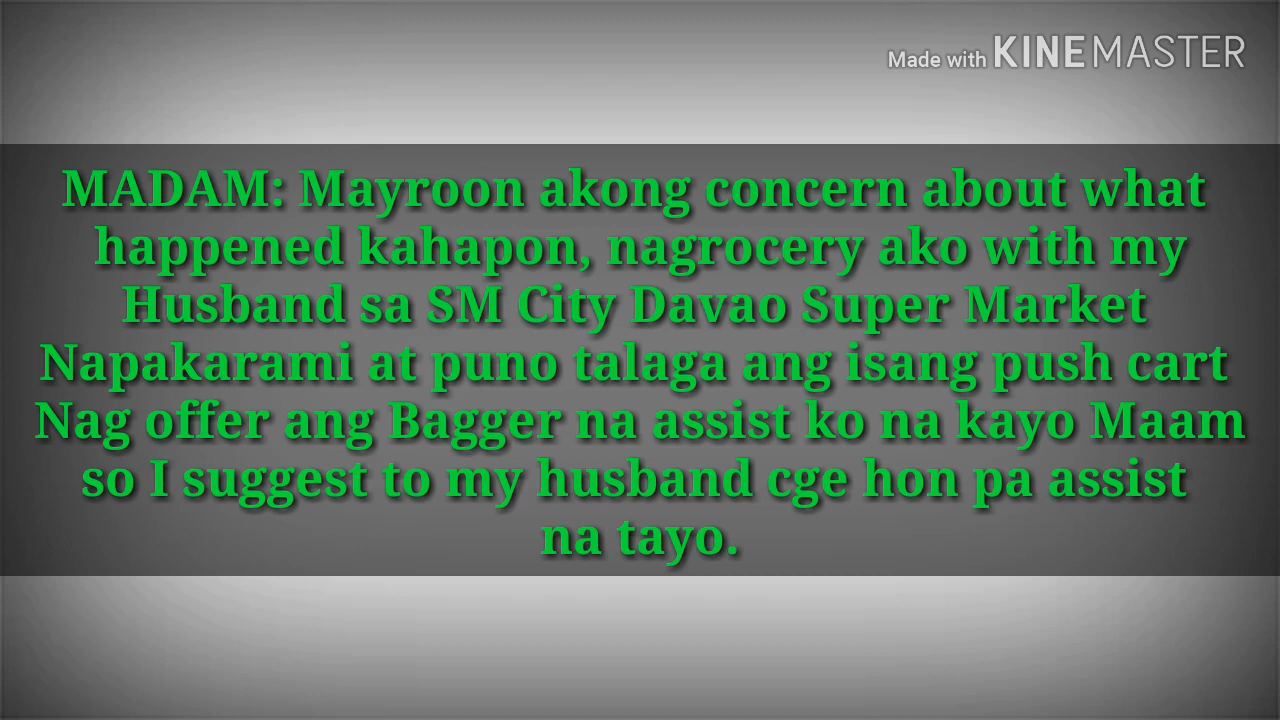 Made with KINEMASTER
MADAM: Mayroon akong concern about what
happened kahapon, nagrocery ako with my
Husband sa SM City Davao Super Market
Napakarami at puno talaga ang isang push cart
Nag offer ang Bagger na assist ko na kayo Maam
so I suggest to my husband cge hon pa assist
na tayo.